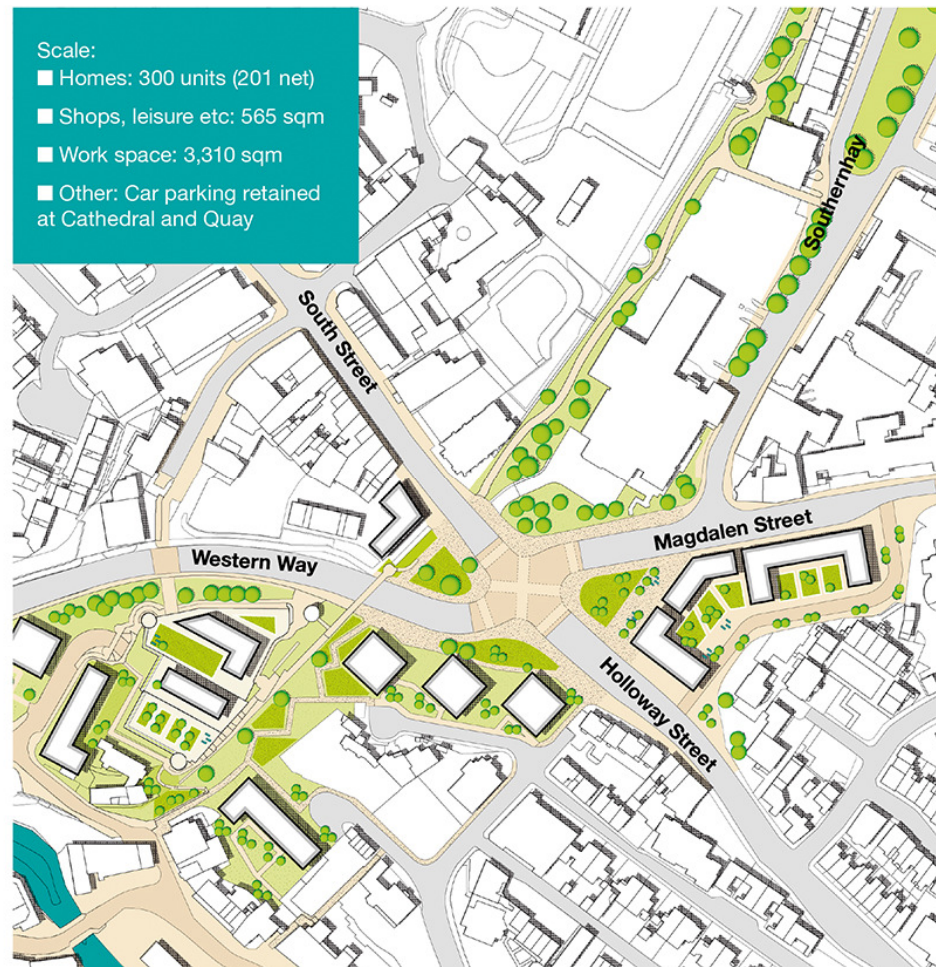 Scale:
■ Homes: 300 units (201 net)
■ Shops, leisure etc: 565 sqm
■ Work space: 3,310 sqm
■ Other: Car parking retained
at Cathedral and Quay
Southernhay
South Street
Magdalen Street
Western Way
Holloway Street